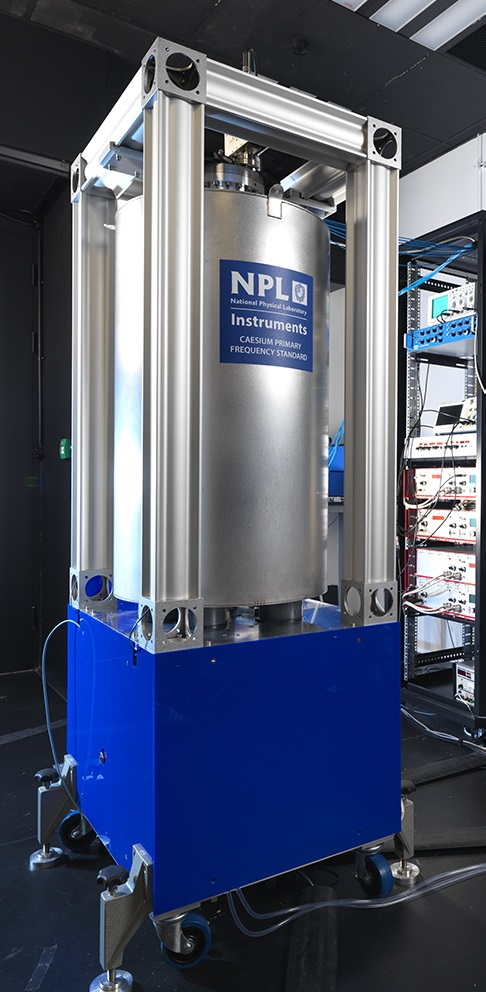 NPL
National Physical Laboratory
Instruments
CAESIUM PRIMARY
FREQUENCY STANDARD